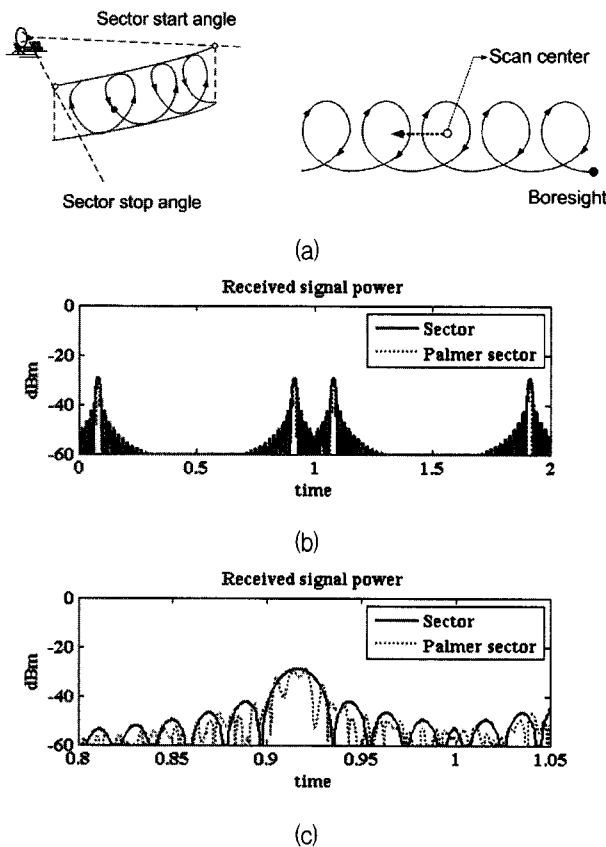 Sector start angle
Scan center
Sector stop angle
Boresight
(a)
Received signal power
0
-20
-40
-60
dBm
Sector
Palmer sector
0
0.5
1
1.5
2
time
(b)
Received signal power
0
-20
-40
-60
dBm
Sector
Palmer sector
0.8
0.85
0.9
0.95
1
1.05
time
(c)